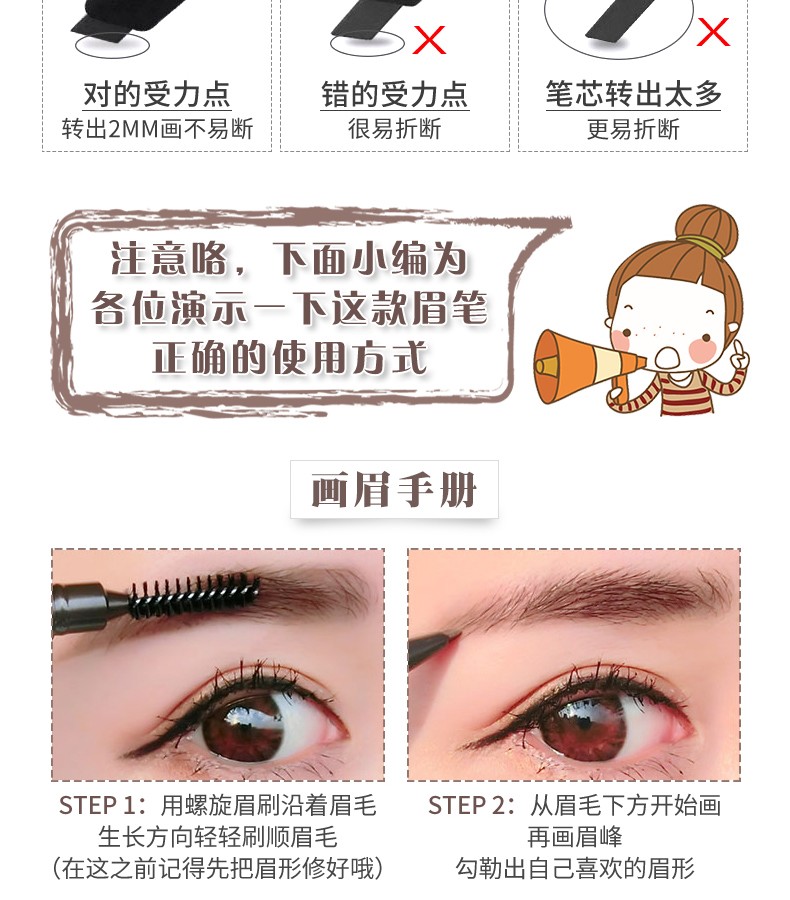 对的受力点
转出2MM画不易断
错的受力点
很易折断
笔芯转出太多
更易折断
注意咯，下面小编为
各位演示一下这款眉笔
正确的使用方式
画眉手册
STEP 1：用螺旋眉刷沿着眉毛
生长方向轻轻刷顺眉毛
（在这之前记得先把眉形修好哦）
STEP 2：从眉毛下方开始画
再画眉峰
勾勒出自己喜欢的眉形